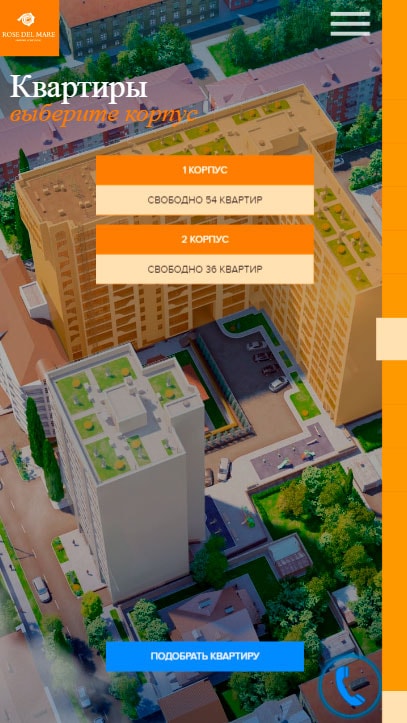 ROSE DEL MARE
Квартиры
выберите корпус
1 КОРПУС
СВОБОДНО 54 КВАРТИР
2 КОРПУС
СВОБОДНО 36 КВАРТИР
ПОДОБРАТЬ КВАРТИРУ